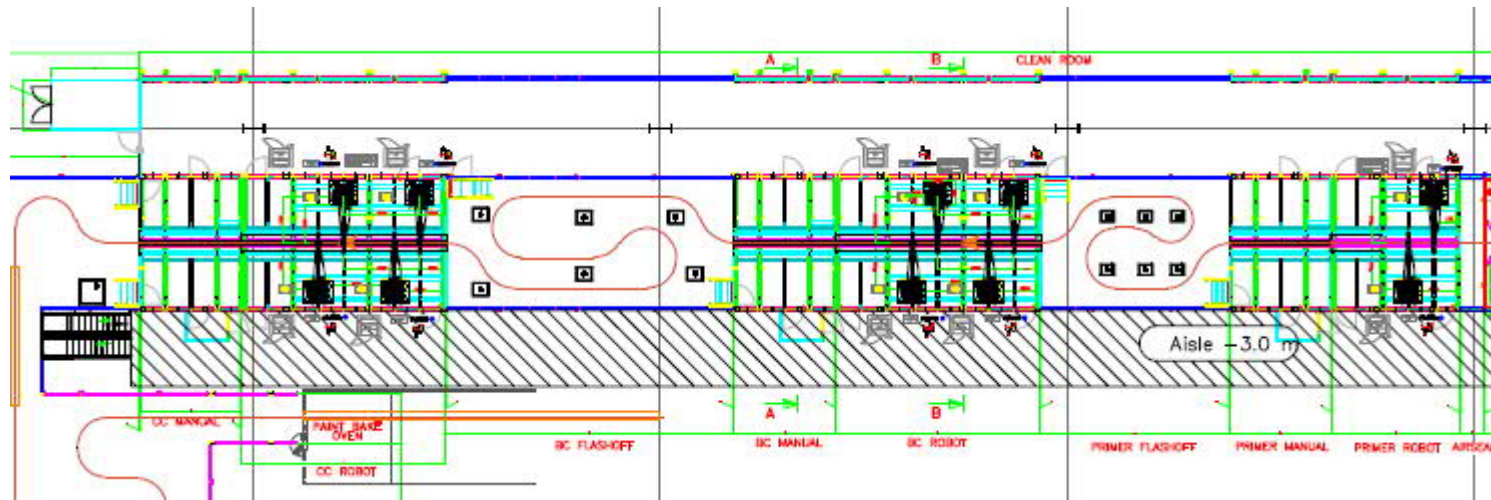 A
B
CLEAN ROOM
Aisle -3.0 m
A
B
CC MANUAL
PAINT BAKE
OVEN
CC ROBOT
BC FLASHOFF
BC MANUAL
BC ROBOT
PRIMER FLASHOFF
PRIMER MANUAL
PRIMER ROBOT